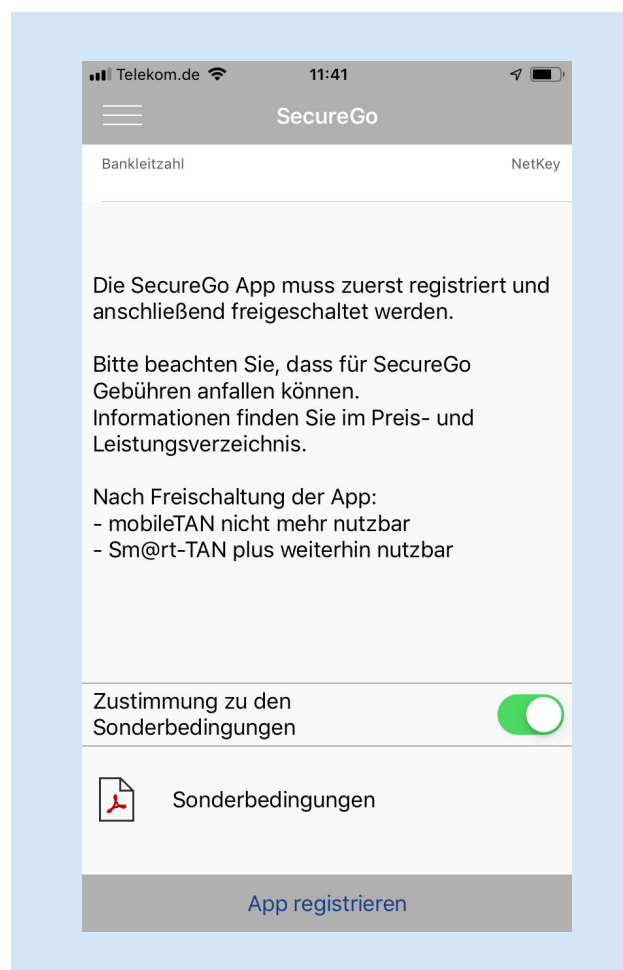 Telekom.de 11:41
SecureGo
Bankleitzahl NetKey
Die SecureGo App muss zuerst registriert und
anschließend freigeschaltet werden.
Bitte beachten Sie, dass für SecureGo
Gebühren anfallen können.
Informationen finden Sie im Preis- und
Leistungsverzeichnis.
Nach Freischaltung der App:
- mobileTAN nicht mehr nutzbar
- Sm@rt-TAN plus weiterhin nutzbar
Zustimmung zu den
Sonderbedingungen
Sonderbedingungen
App registrieren